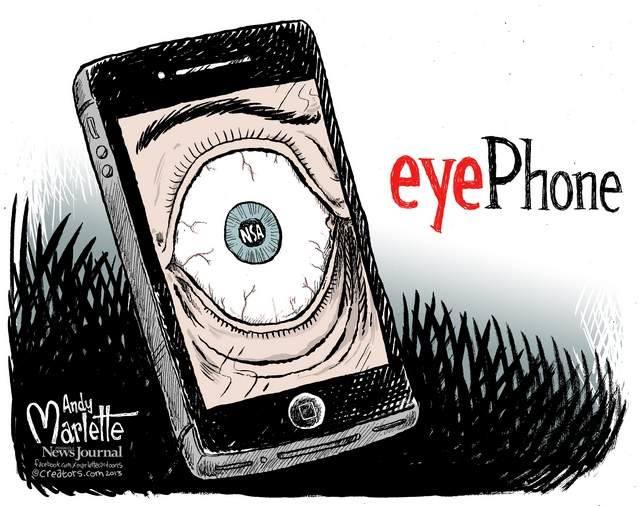 eyePhone
NSA
Andy
Marlette
News Journal
facebook.com/marlettecartoons
©creators.com 2013